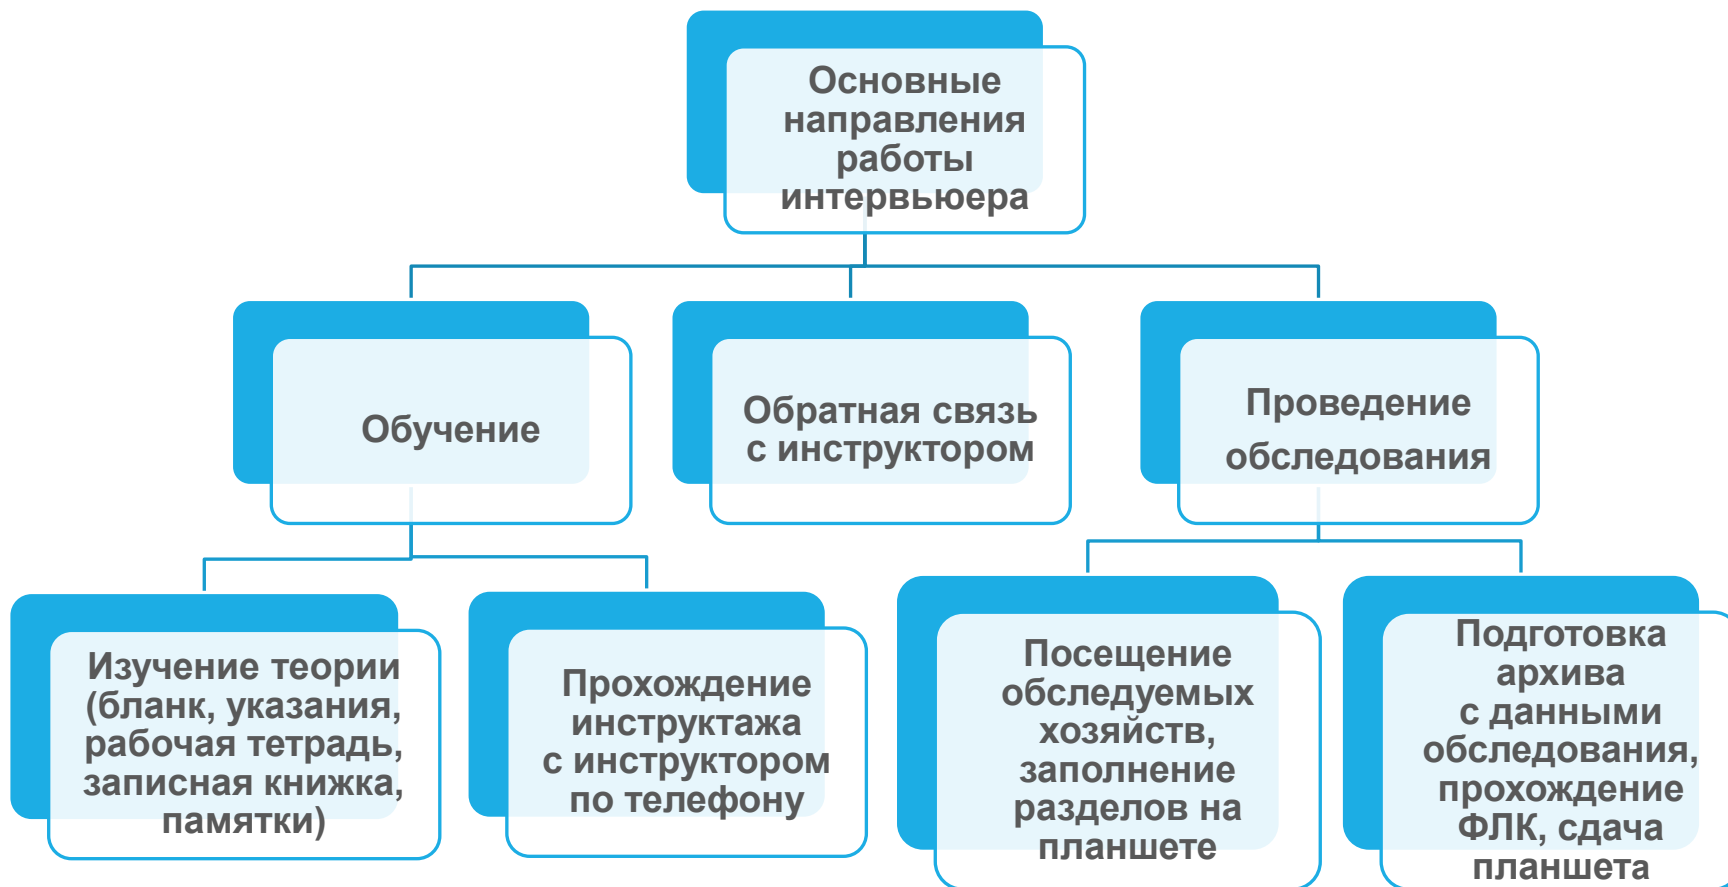 Основные
направления
работы
интервьюера
Обучение
Обратная связь
с инструктором
Проведение
обследования
Изучение теории
(бланк, указания,
рабочая тетрадь,
записная книжка,
памятки)
Прохождение
инструктажа
с инструктором
по телефону
Посещение
обследуемых
хозяйств,
заполнение
разделов на
планшете
Подготовка
архива
с данными
обследования,
прохождение
ФЛК, сдача
планшета